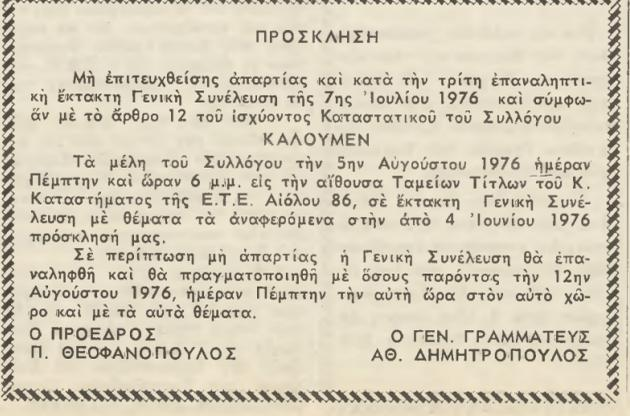 ΠΡΟΣΚΛΗΣΗ
Μὴ ἐπιτευχθείσης ἀπαρτίας καὶ κατὰ τὴν τρίτη ἐπαναληπτι-
κὴ ἔκτακτη Γενικὴ Συνέλευση τῆς 7ης Ἰουλίου 1976 καὶ σύμφω-
ἄν μὲ τὸ ἄρθρο 12 τοῦ ἰσχύοντος Καταστατικοῦ τοῦ Συλλόγου
ΚΑΛΟΥΜΕΝ
Τὰ μέλη τοῦ Συλλόγου τὴν 5ην Αὐγούστου 1976 ἡμέραν
Πέμπτην καὶ ὥραν 6 μ.μ. εἰς τὴν αἴθουσα Ταμείων Τίτλων τοῦ Κ.
Καταστήματος τῆς Ε.Τ.Ε. Αἰόλου 86, σὲ ἔκτακτη Γενικὴ Συνέ-
λευση μὲ θέματα τὰ ἀναφερόμενα στὴν ἀπὸ 4 Ἰουνίου 1976
πρόσκλησή μας.
Σὲ περίπτωση μὴ ἀπαρτίας ἡ Γενικὴ Συνέλευση θὰ ἐπα-
ναληφθῆ καὶ θὰ πραγματοποιηθῆ μὲ ὅσους παρόντας τὴν 12ην
Αὐγούστου 1976, ἡμέραν Πέμπτην τὴν αὐτὴ ὥρα στὸν αὐτὸ χῶ-
ρο καὶ μὲ τὰ αὐτὰ θέματα.
Ο ΠΡΟΕΔΡΟΣ Ο ΓΕΝ. ΓΡΑΜΜΑΤΕΥΣ
Π. ΘΕΟΦΑΝΟΠΟΥΛΟΣ ΑΘ. ΔΗΜΗΤΡΟΠΟΥΛΟΣ